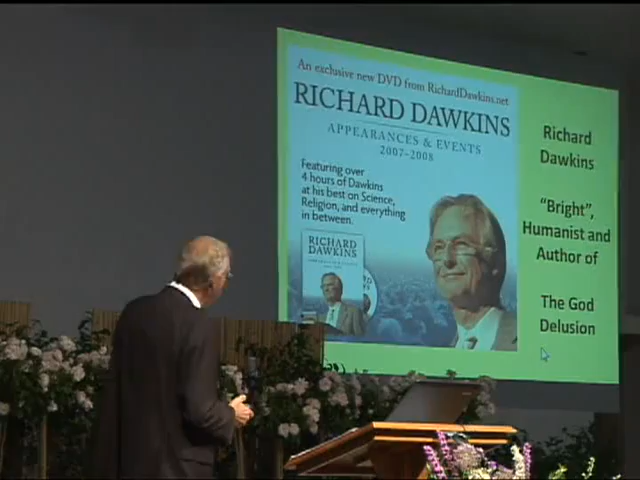 An exclusive new DVD from RichardDawkins.net
RICHARD DAWKINS
APPEARANCES & EVENTS
2007-2008
Featuring over
4 hours of Dawkins
at his best on Science,
Religion, and everything
in between.
RICHARD
DAWKINS
Richard
Dawkins
"Bright",
Humanist and
Author of
The God
Delusion